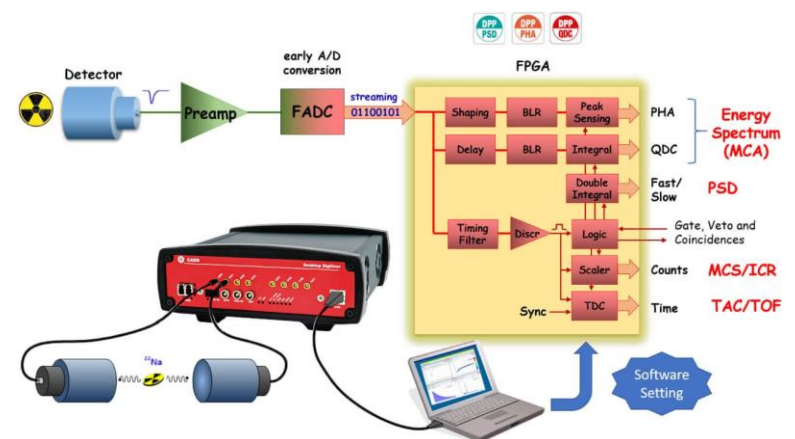 DPP
PSD
DPP
PHA
DPP
QDC
FPGA
Detector
early A/D
conversion
Preamp
FADC
streaming
01100101
Shaping
BLR
Peak
Sensing
PHA
Delay
BLR
Integral
QDC
Energy
Spectrum
(MCA)
Double
Integral
Fast/
Slow
PSD
Timing
Filter
Discr
Logic
Gate, Veto and
Coincidences
Scaler
Counts
MCS/ICR
Sync
TDC
Time
TAC/TOF
CAEN
Desktop Digitizer
22Na
Software
Setting